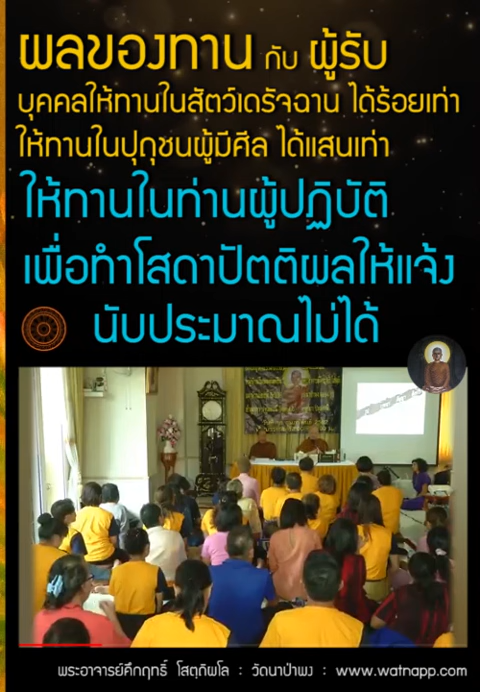 ผลของทาน กับ ผู้รับ
บุคคลให้ทานในสัตว์เดรัจฉาน ได้ร้อยเท่า
ให้ทานในปุถุชนผู้มีศีล ได้แสนเท่า
ให้ทานในท่านผู้ปฏิบัติ
เพื่อทำโสดาปัตติผลให้แจ้ง
นับประมาณไม่ได้
พระอาจารย์คึกฤทธิ์ โสตฺถิผโล : วัดนาป่าพง : www.watnapp.com